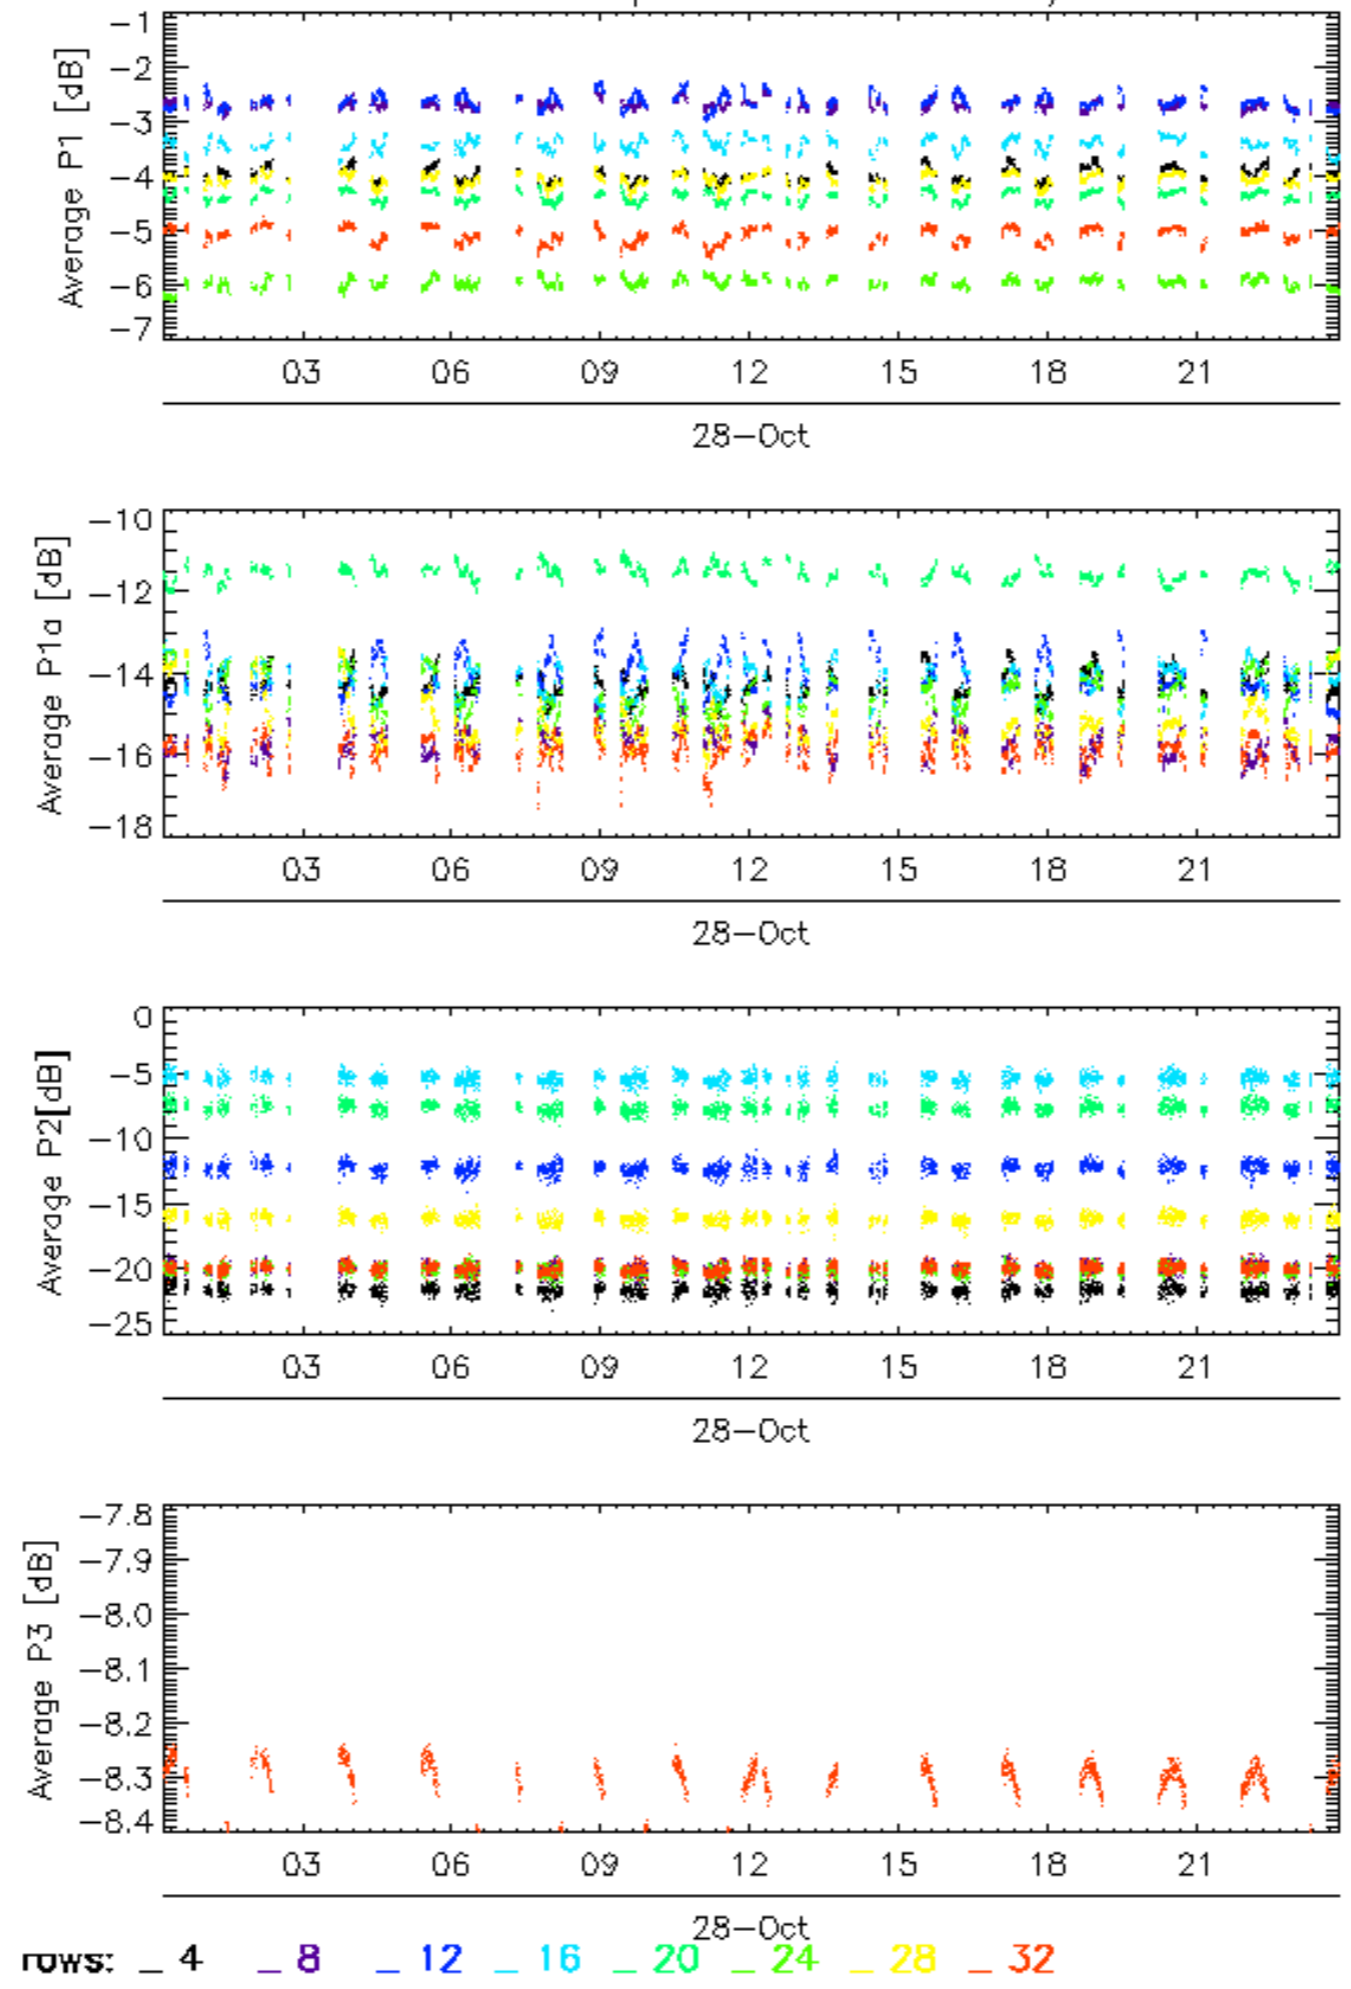 -1
-2
-3
-4
-5
-6
-7
Average P1 [dB]
03 06 09 12 15 18 21
28-Oct
-10
-12
-14
-16
-18
Average P1a [dB]
03 06 09 12 15 18 21
28-Oct
0
-5
-10
-15
-20
-25
Average P2[dB]
03 06 09 12 15 18 21
28-Oct
-7.8
-7.9
-8.0
-8.1
-8.2
-8.3
-8.4
Average P3 [dB]
03 06 09 12 15 18 21
28-Oct
rows: _ 4 _ 8 _ 12 _ 16 _ 20 _ 24 _ 28 _ 32